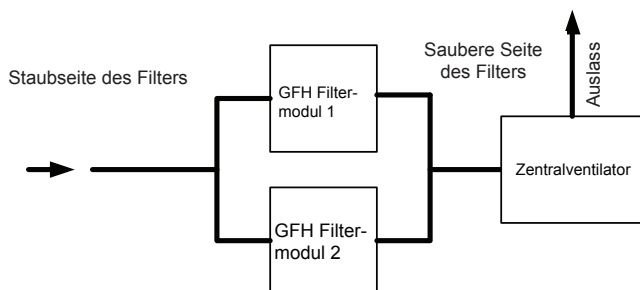 Staubseite des Filters
GFH Filter-
modul 1
Saubere Seite
des Filters
Auslass
Zentralventilator
GFH Filter-
modul 2